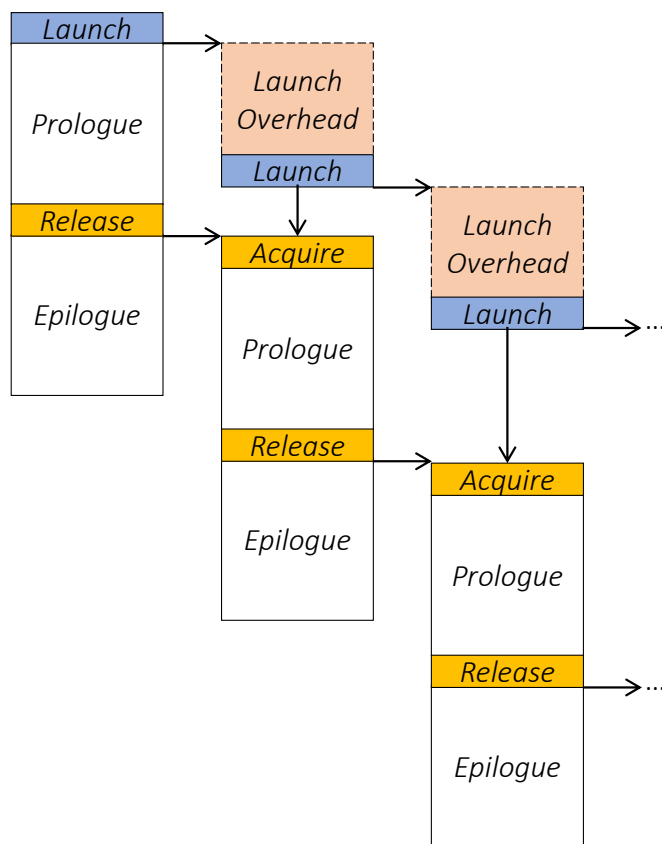 Launch
Prologue
Release
Epilogue
Launch
Overhead
Launch
Acquire
Prologue
Release
Epilogue
Launch
Overhead
Launch
...
Acquire
Prologue
Release
...
Epilogue